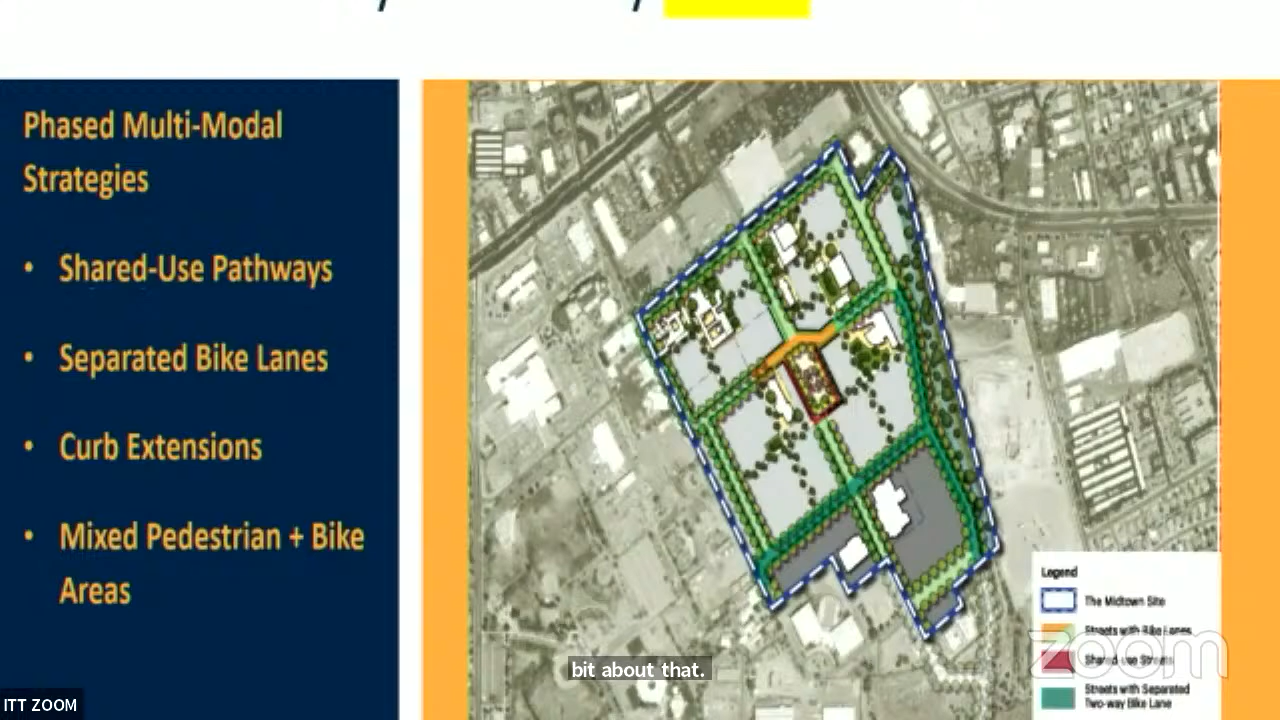 Phased Multi-Modal
Strategies
• Shared-Use Pathways
• Separated Bike Lanes
• Curb Extensions
• Mixed Pedestrian + Bike
Areas
Legend
The Midtown Site
Streets with Bike Lanes
Shared-use Streets
Streets with Separated
Two-way Bike Lane
zoom
bit about that.
ITT ZOOM